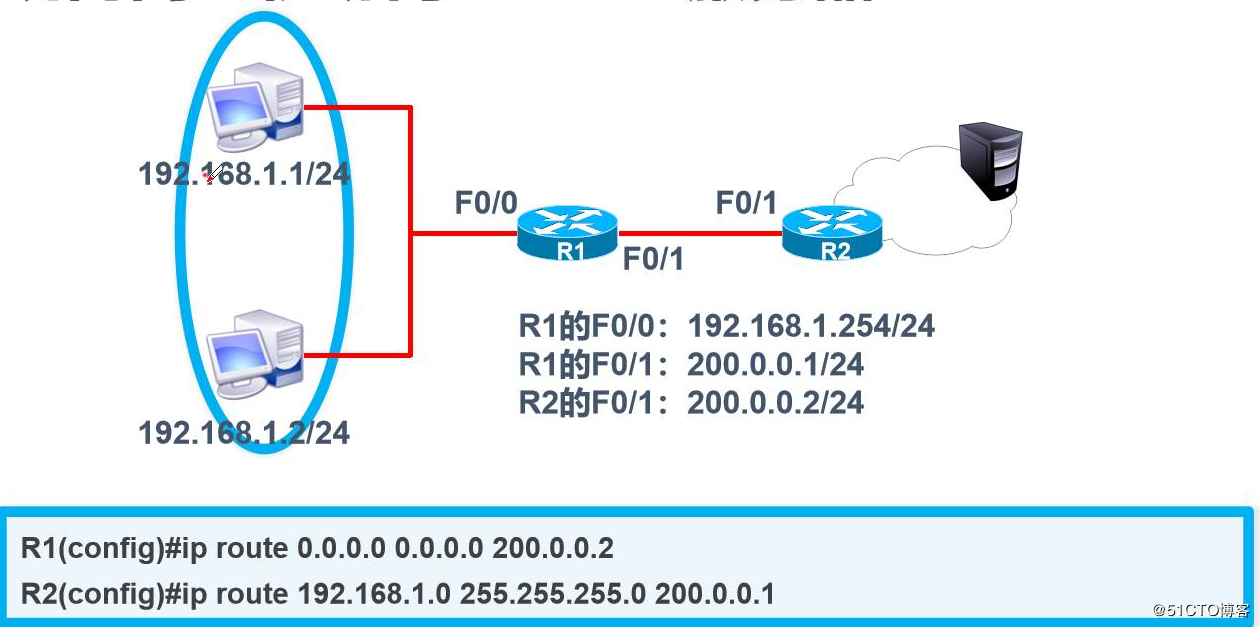 192.168.1.1/24
F0/0
F0/1
R1
R2
F0/1
R1的F0/0：192.168.1.254/24
R1的F0/1：200.0.0.1/24
R2的F0/1：200.0.0.2/24
192.168.1.2/24
R1(config)#ip route 0.0.0.0 0.0.0.0 200.0.0.2
R2(config)#ip route 192.168.1.0 255.255.255.0 200.0.0.1
@51CTO博客